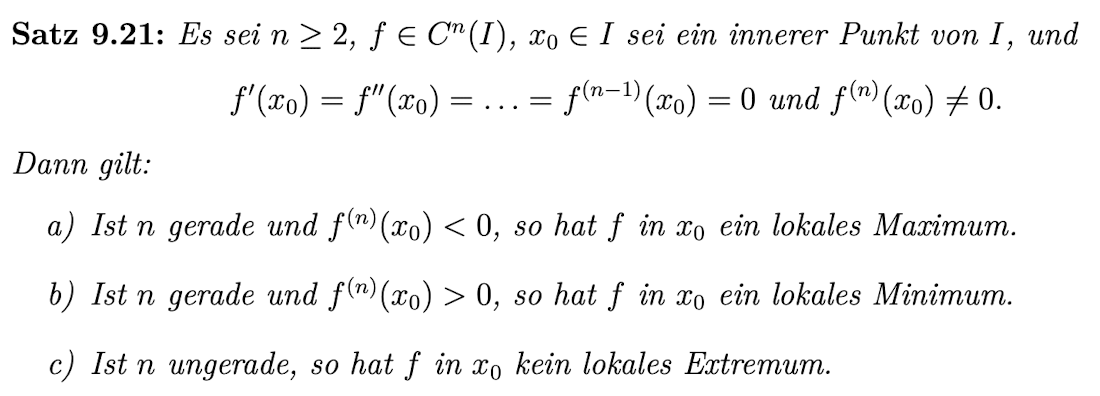 Satz 9.21: Es sei n ≥ 2, f ∈ Cⁿ(I), x₀ ∈ I sei ein innerer Punkt von I, und
f′(x₀) = f″(x₀) = … = f⁽ⁿ⁻¹⁾(x₀) = 0 und f⁽ⁿ⁾(x₀) ≠ 0.
Dann gilt:
a) Ist n gerade und f⁽ⁿ⁾(x₀) < 0, so hat f in x₀ ein lokales Maximum.
b) Ist n gerade und f⁽ⁿ⁾(x₀) > 0, so hat f in x₀ ein lokales Minimum.
c) Ist n ungerade, so hat f in x₀ kein lokales Extremum.